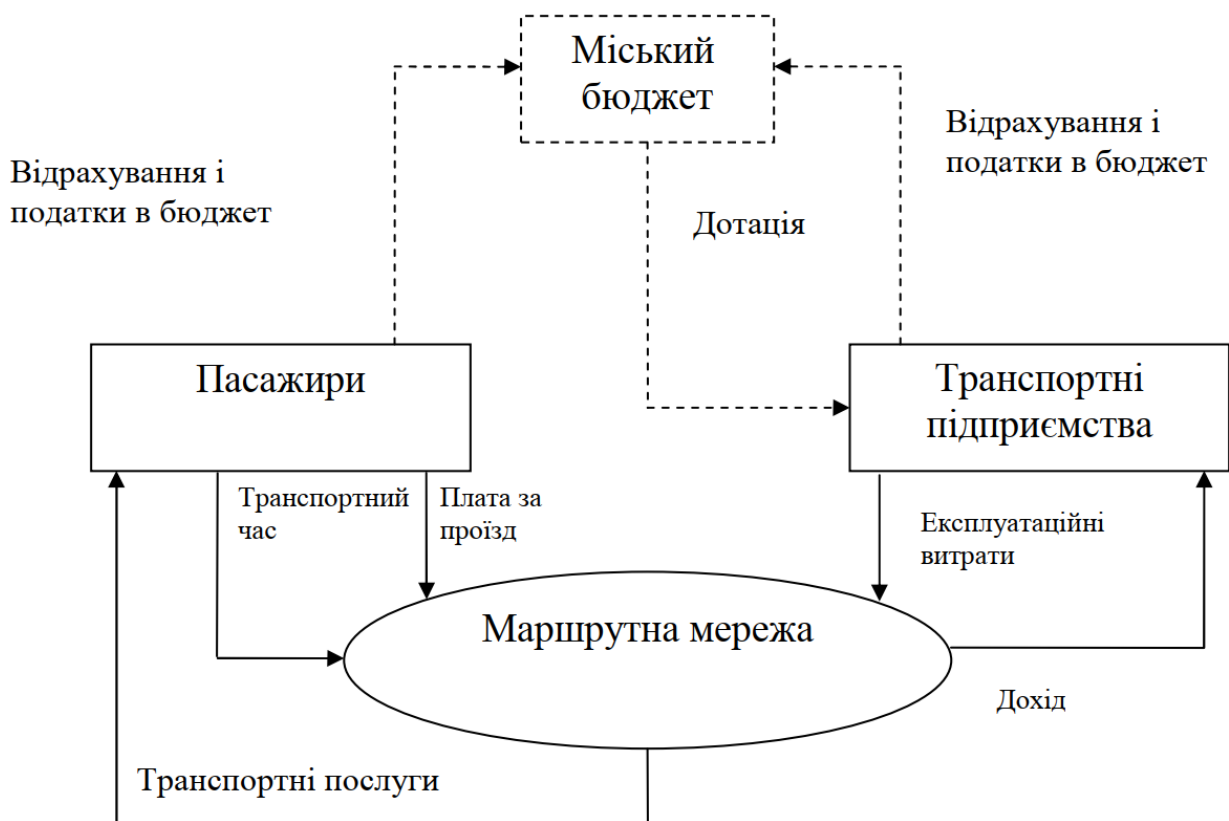 Міський
бюджет
Відрахування і
податки в бюджет
Відрахування і
податки в бюджет
Дотація
Пасажири
Транспортні
підприємства
Транспортний
час
Плата за
проїзд
Експлуатаційні
витрати
Маршрутна мережа
Дохід
Транспортні послуги